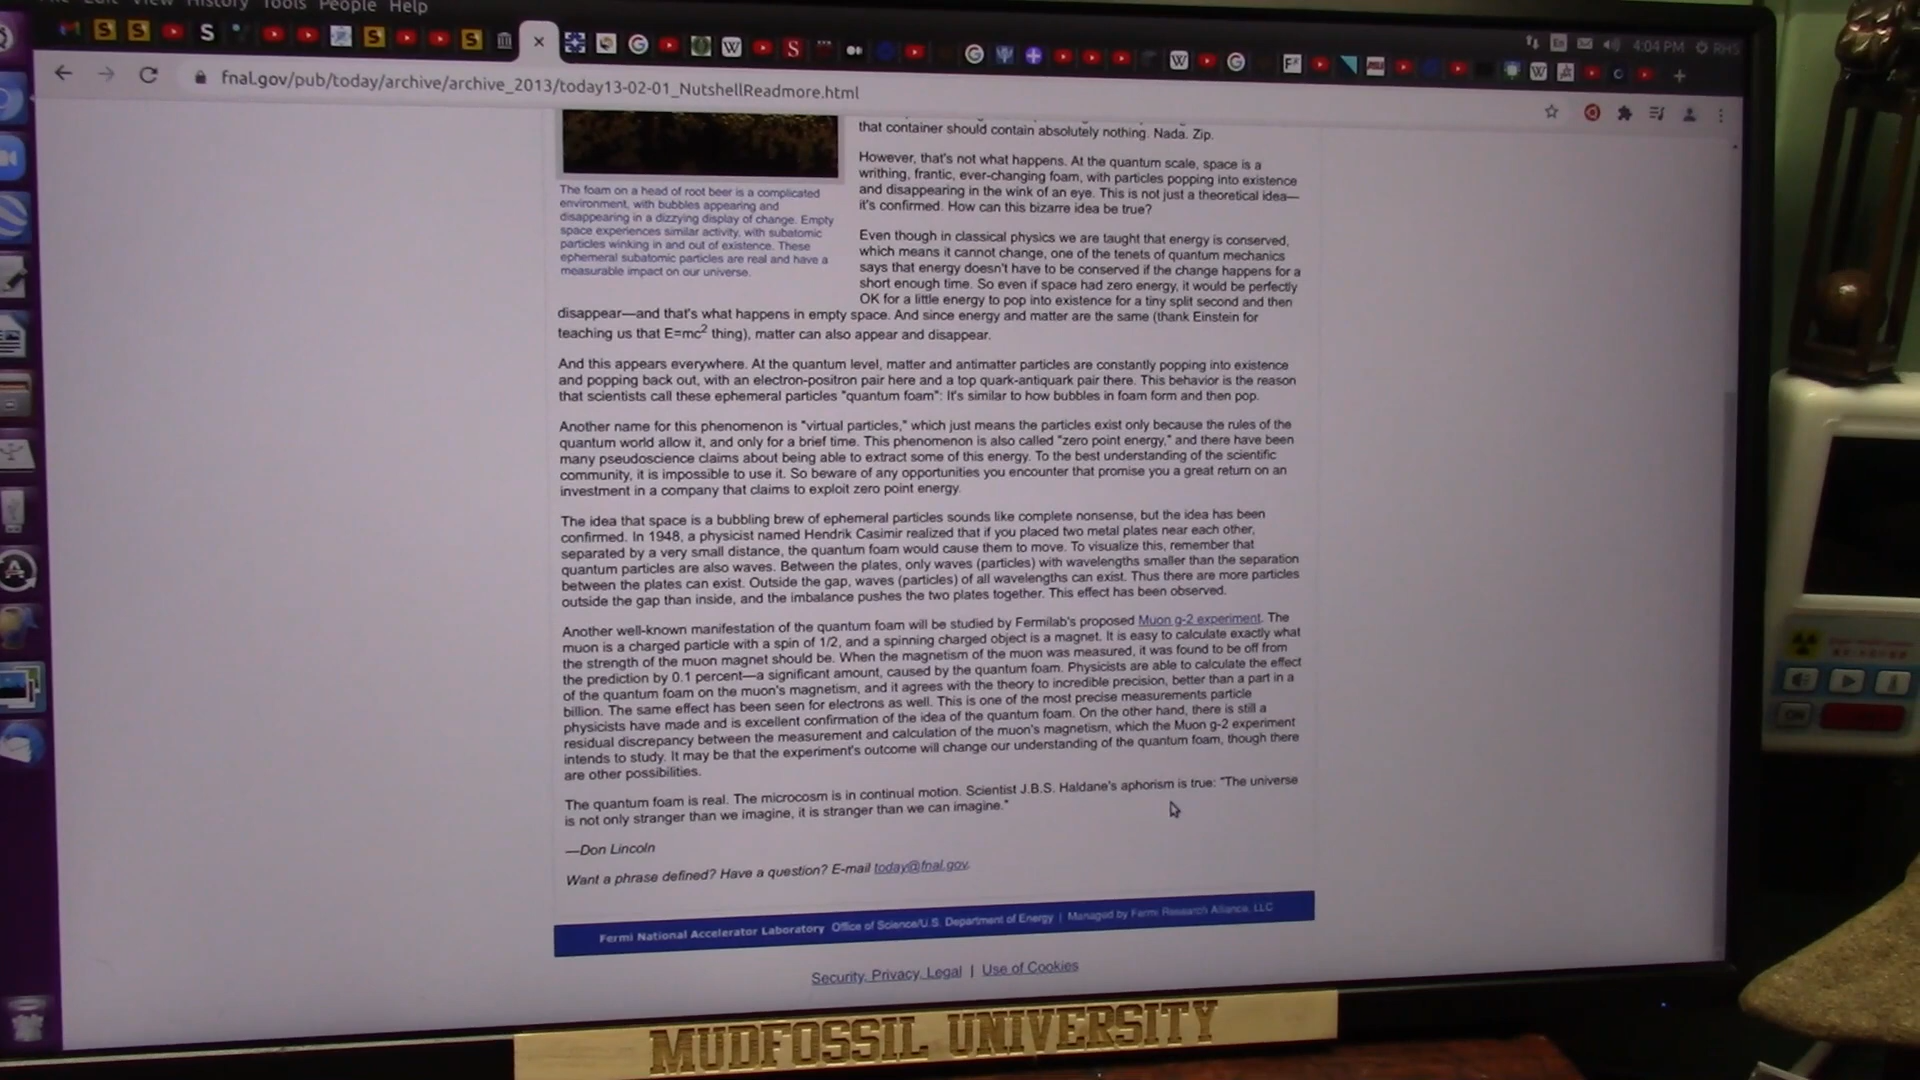 Edit View History Tools People Help
4:04 PM RHS
fnal.gov/pub/today/archive/archive_2013/today13-02-01_NutshellReadmore.html
The foam on a head of root beer is a complicated
environment, with bubbles appearing and
disappearing in a dizzying display of change. Empty
space experiences similar activity, with subatomic
particles winking in and out of existence. These
ephemeral subatomic particles are real and have a
measurable impact on our universe.
that container should contain absolutely nothing. Nada. Zip.
However, that's not what happens. At the quantum scale, space is a
writhing, frantic, ever-changing foam, with particles popping into existence
and disappearing in the wink of an eye. This is not just a theoretical idea—
it's confirmed. How can this bizarre idea be true?
Even though in classical physics we are taught that energy is conserved,
which means it cannot change, one of the tenets of quantum mechanics
says that energy doesn't have to be conserved if the change happens for a
short enough time. So even if space had zero energy, it would be perfectly
OK for a little energy to pop into existence for a tiny split second and then
disappear—and that's what happens in empty space. And since energy and matter are the same (thank Einstein for
teaching us that E=mc² thing), matter can also appear and disappear.
And this appears everywhere. At the quantum level, matter and antimatter particles are constantly popping into existence
and popping back out, with an electron-positron pair here and a top quark-antiquark pair there. This behavior is the reason
that scientists call these ephemeral particles "quantum foam": It's similar to how bubbles in foam form and then pop.
Another name for this phenomenon is "virtual particles," which just means the particles exist only because the rules of the
quantum world allow it, and only for a brief time. This phenomenon is also called "zero point energy," and there have been
many pseudoscience claims about being able to extract some of this energy. To the best understanding of the scientific
community, it is impossible to use it. So beware of any opportunities you encounter that promise you a great return on an
investment in a company that claims to exploit zero point energy.
The idea that space is a bubbling brew of ephemeral particles sounds like complete nonsense, but the idea has been
confirmed. In 1948, a physicist named Hendrik Casimir realized that if you placed two metal plates near each other,
separated by a very small distance, the quantum foam would cause them to move. To visualize this, remember that
quantum particles are also waves. Between the plates, only waves (particles) with wavelengths smaller than the separation
between the plates can exist. Outside the gap, waves (particles) of all wavelengths can exist. Thus there are more particles
outside the gap than inside, and the imbalance pushes the two plates together. This effect has been observed.
Another well-known manifestation of the quantum foam will be studied by Fermilab's proposed Muon g-2 experiment. The
muon is a charged particle with a spin of 1/2, and a spinning charged object is a magnet. It is easy to calculate exactly what
the strength of the muon magnet should be. When the magnetism of the muon was measured, it was found to be off from
the prediction by 0.1 percent—a significant amount, caused by the quantum foam. Physicists are able to calculate the effect
of the quantum foam on the muon's magnetism, and it agrees with the theory to incredible precision, better than a part in a
billion. The same effect has been seen for electrons as well. This is one of the most precise measurements particle
physicists have made and is excellent confirmation of the idea of the quantum foam. On the other hand, there is still a
residual discrepancy between the measurement and calculation of the muon's magnetism, which the Muon g-2 experiment
intends to study. It may be that the experiment's outcome will change our understanding of the quantum foam, though there
are other possibilities.
The quantum foam is real. The microcosm is in continual motion. Scientist J.B.S. Haldane's aphorism is true: "The universe
is not only stranger than we imagine, it is stranger than we can imagine."
—Don Lincoln
Want a phrase defined? Have a question? E-mail today@fnal.gov.
Fermi National Accelerator Laboratory Office of Science/U.S. Department of Energy | Managed by Fermi Research Alliance, LLC
Security, Privacy, Legal | Use of Cookies
MUDFOSSIL UNIVERSITY